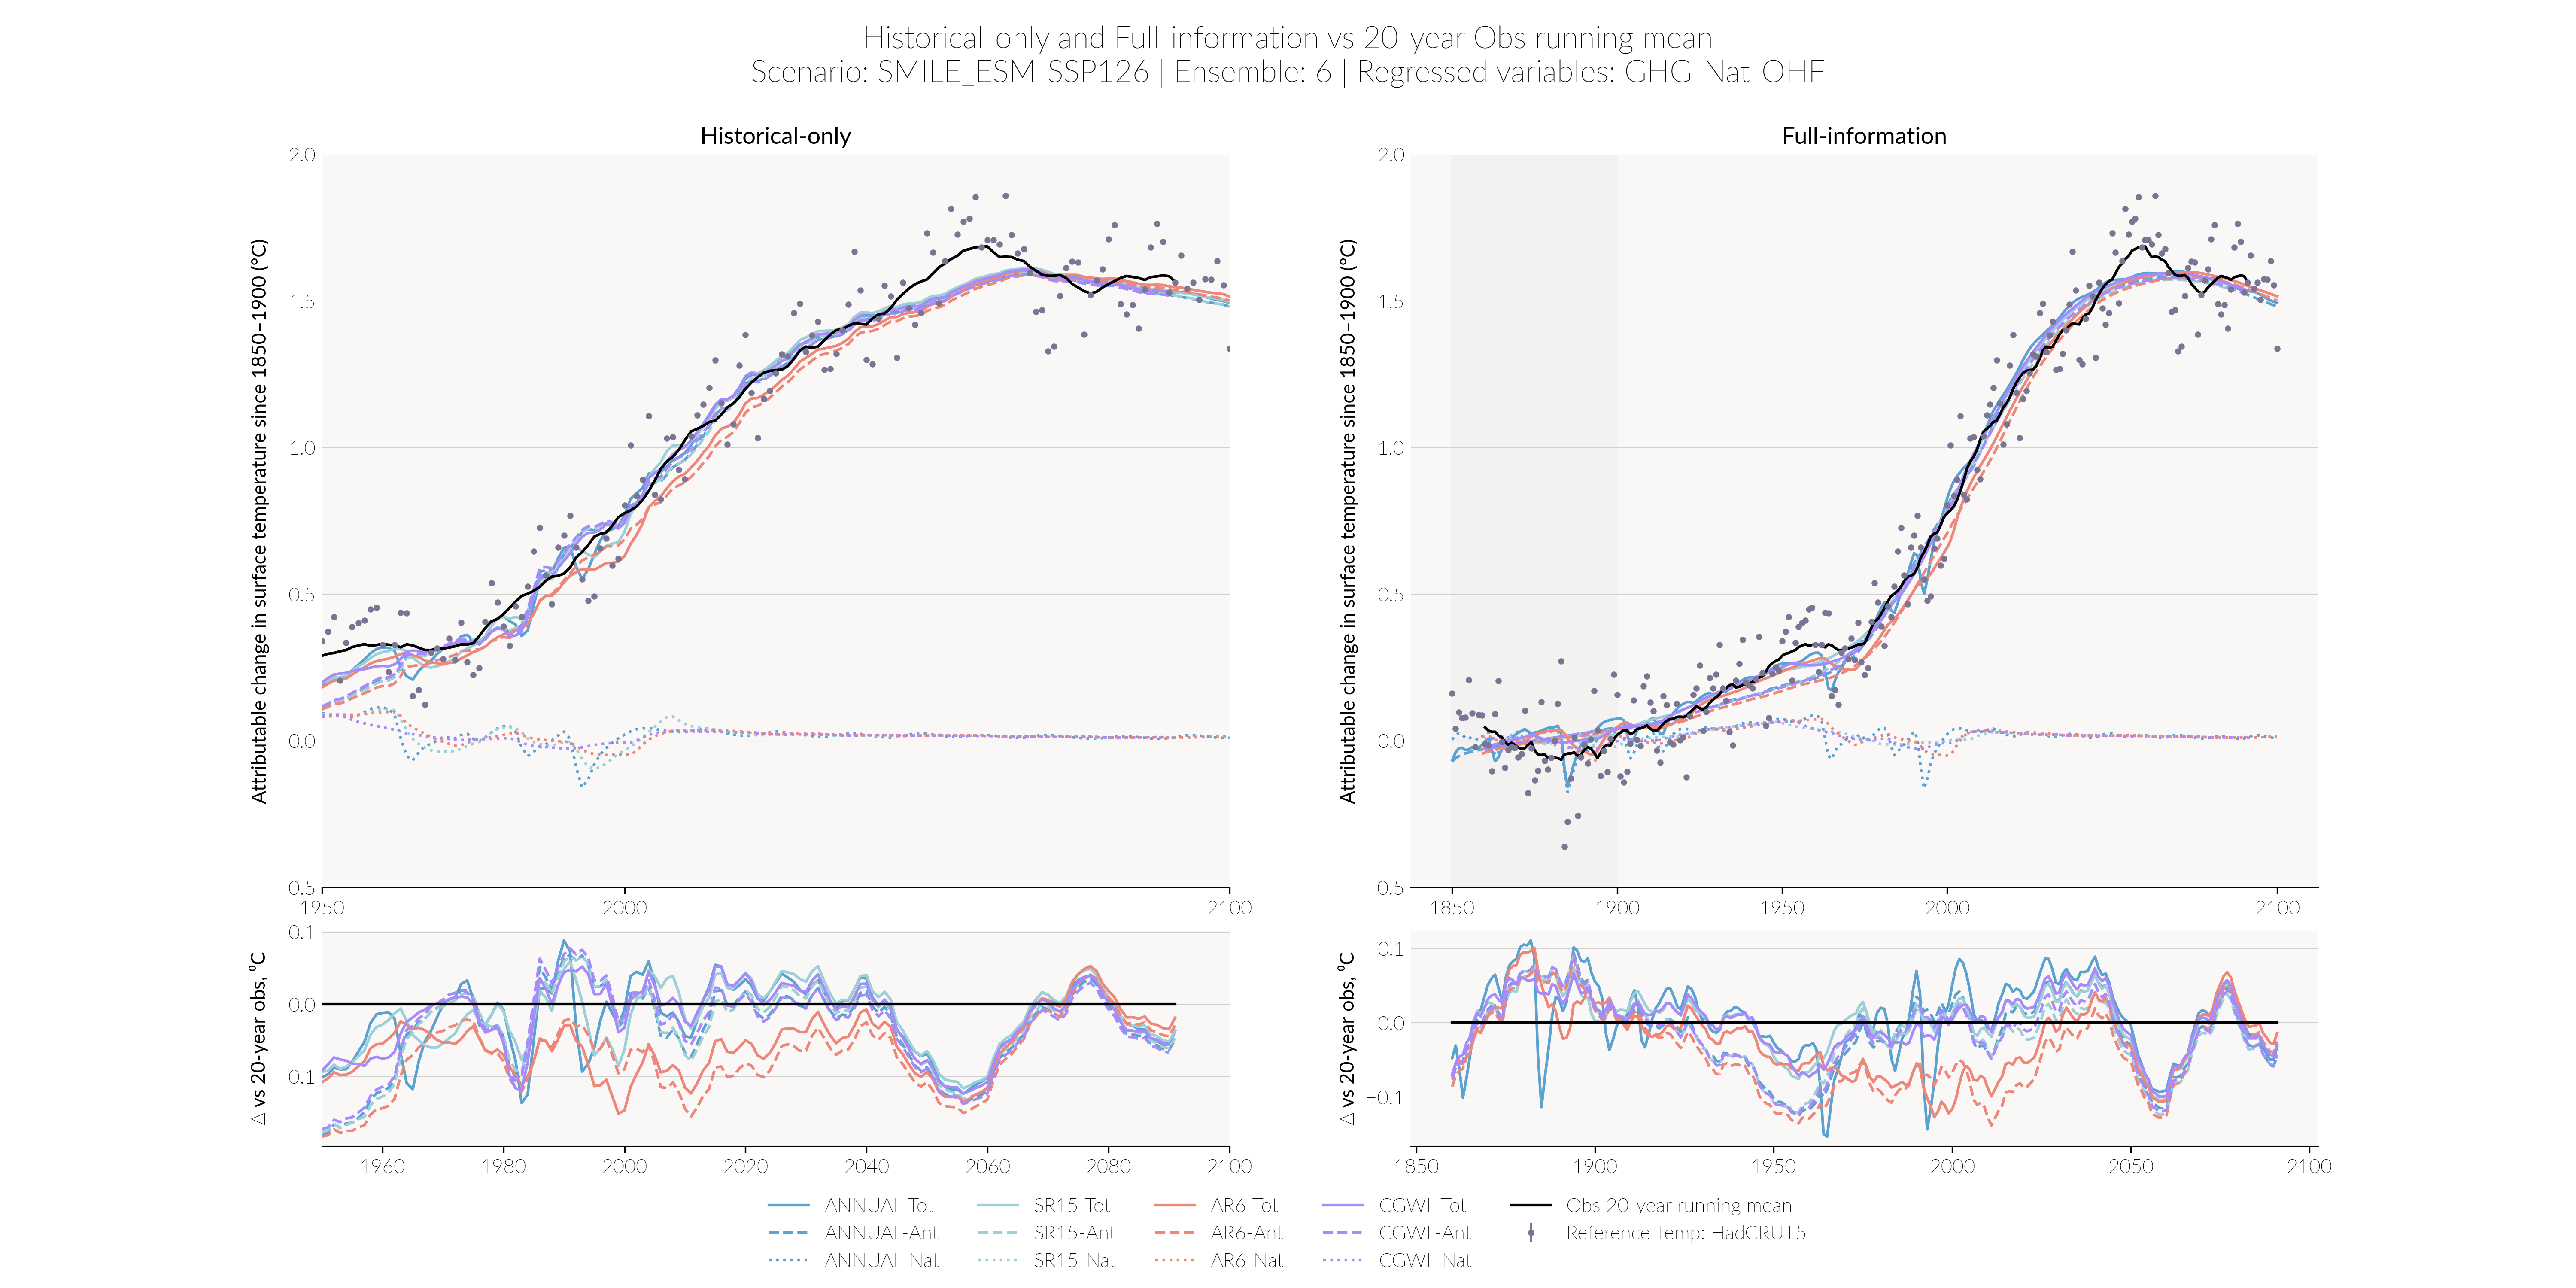 Historical-only and Full-information vs 20-year Obs running mean
Scenario: SMILE_ESM-SSP126 | Ensemble: 6 | Regressed variables: GHG-Nat-OHF
Historical-only
Attributable change in surface temperature since 1850–1900 (°C)
2.0
1.5
1.0
0.5
0.0
−0.5
1950
2000
2100
△ vs 20-year obs, ⁰C
0.1
0.0
−0.1
1960
1980
2000
2020
2040
2060
2080
2100
Full-information
Attributable change in surface temperature since 1850–1900 (°C)
2.0
1.5
1.0
0.5
0.0
−0.5
1850
1900
1950
2000
2100
△ vs 20-year obs, ⁰C
0.1
0.0
−0.1
1850
1900
1950
2000
2050
2100
ANNUAL-Tot
ANNUAL-Ant
ANNUAL-Nat
SR15-Tot
SR15-Ant
SR15-Nat
AR6-Tot
AR6-Ant
AR6-Nat
CGWL-Tot
CGWL-Ant
CGWL-Nat
Obs 20-year running mean
Reference Temp: HadCRUT5